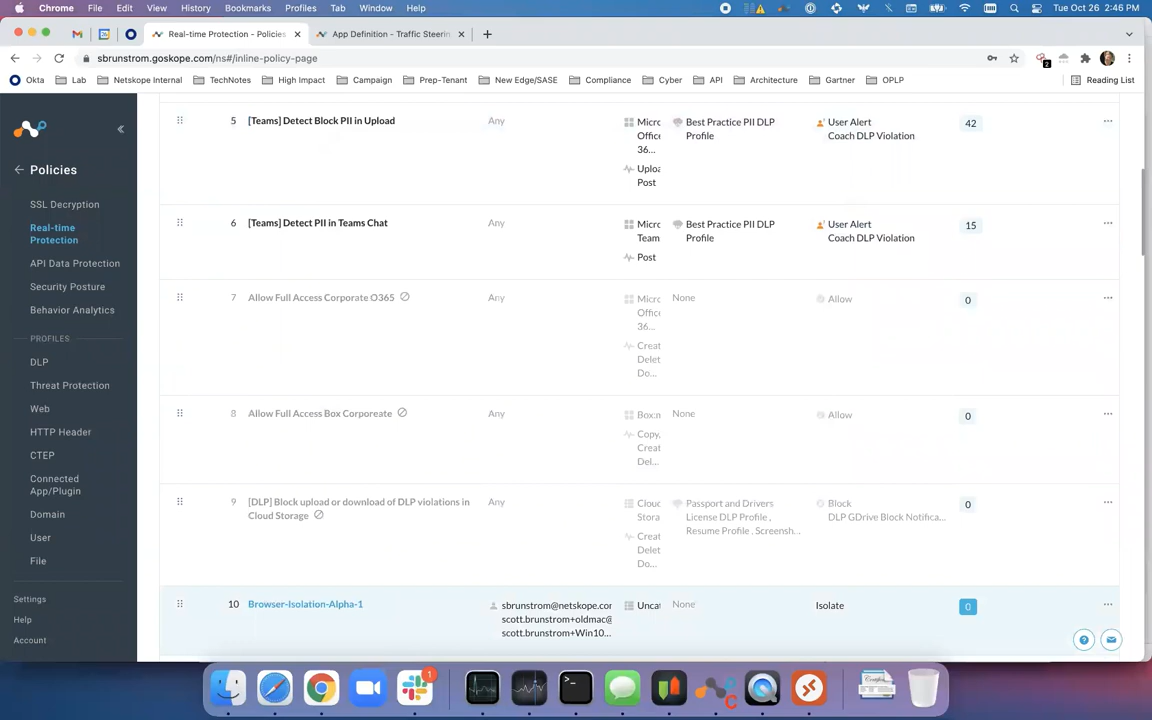 Chrome File Edit View History Bookmarks Profiles Tab Window Help Tue Oct 26 2:46 PM
Real-time Protection - Policies App Definition - Traffic Steerin
sbrunstrom.goskope.com/ns#/inline-policy-page
Okta Lab Netskope Internal TechNotes High Impact Campaign Prep-Tenant New Edge/SASE Compliance Cyber API Architecture Gartner OPLP Reading List
Policies
SSL Decryption
Real-time
Protection
API Data Protection
Security Posture
Behavior Analytics
PROFILES
DLP
Threat Protection
Web
HTTP Header
CTEP
Connected
App/Plugin
Domain
User
File
Settings
Help
Account
5 [Teams] Detect Block PII in Upload Any
Micro
Office
36...
Uploa
Post
Best Practice PII DLP
Profile
User Alert
Coach DLP Violation
42
6 [Teams] Detect PII in Teams Chat Any
Micro
Team
Post
Best Practice PII DLP
Profile
User Alert
Coach DLP Violation
15
7 Allow Full Access Corporate O365 Any
Micro
Office
36...
Creat
Delet
Do...
None
Allow
0
8 Allow Full Access Box Corporeate Any
Box:n
Copy,
Creat
Del...
None
Allow
0
9 [DLP] Block upload or download of DLP violations in
Cloud Storage
Any
Cloud
Stora
Creat
Delet
Do...
Passport and Drivers
License DLP Profile ,
Resume Profile , Screensh...
Block
DLP GDrive Block Notifica...
0
10 Browser-Isolation-Alpha-1
sbrunstrom@netskope.cor
scott.brunstrom+oldmac@
scott.brunstrom+Win10...
Uncat
None
Isolate
0
1